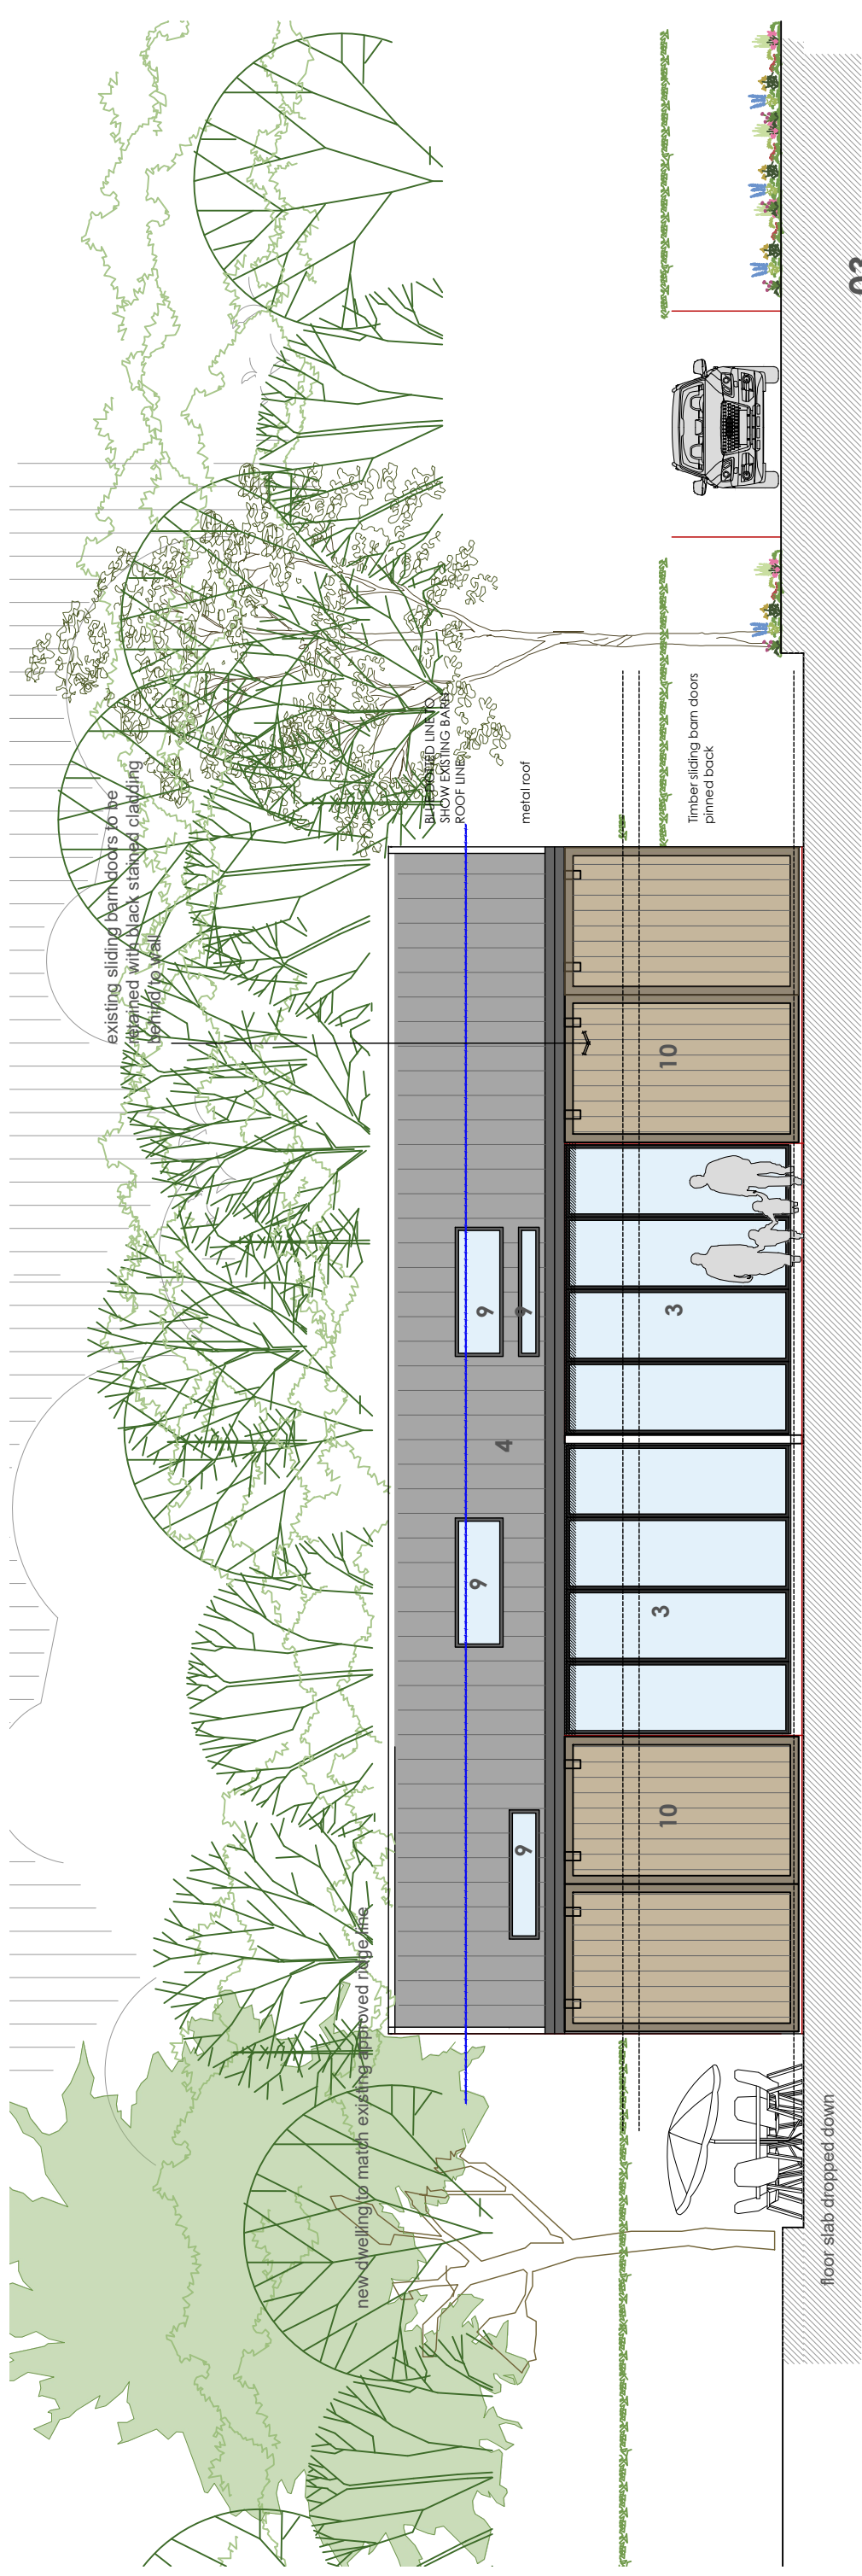 existing sliding barn doors to be
retained with black stained cladding
behind/to wall
new dwelling to match existing approved ridge line
BLUE DOTTED LINE TO
SHOW EXISTING BARN
ROOF LINE
metal roof
Timber sliding barn doors
pinned back
9
9
9
9
4
10
3
3
10
floor slab dropped down
03